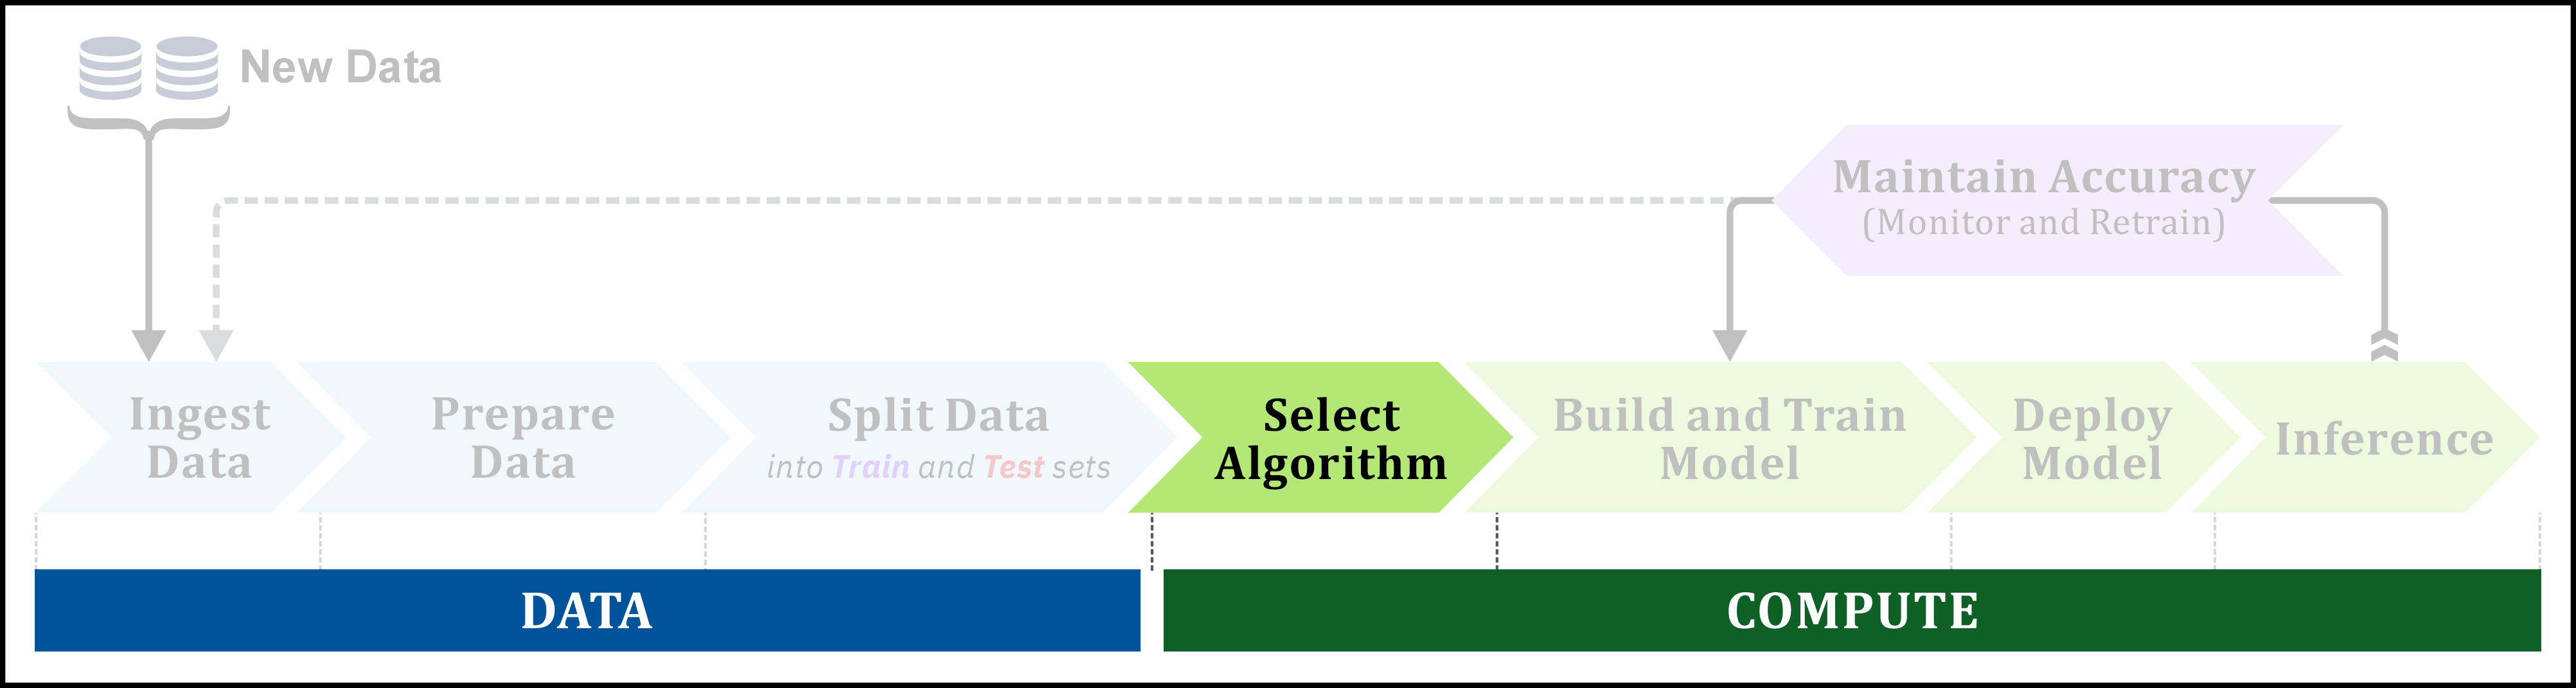 New Data
Maintain Accuracy
(Monitor and Retrain)
Ingest
Data
Prepare
Data
Split Data
into Train and Test sets
Select
Algorithm
Build and Train
Model
Deploy
Model
Inference
DATA
COMPUTE